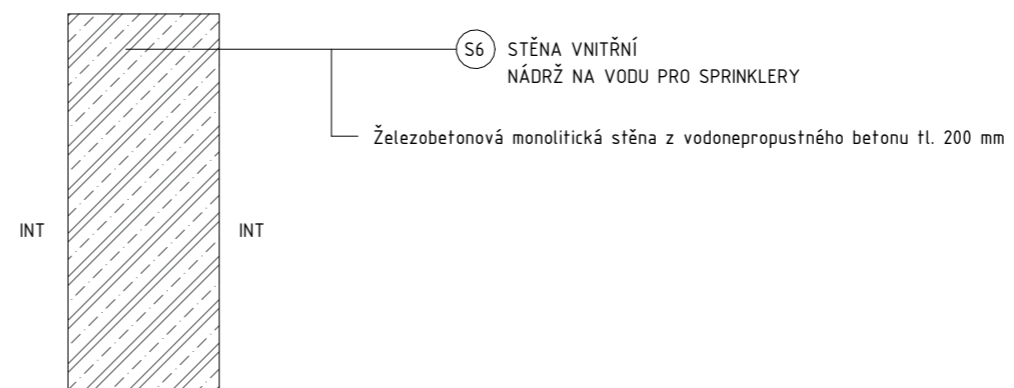 S6 STĚNA VNITŘNÍ
NÁDRŽ NA VODU PRO SPRINKLERY
Železobetonová monolitická stěna z vodonepropustného betonu tl. 200 mm
INT INT